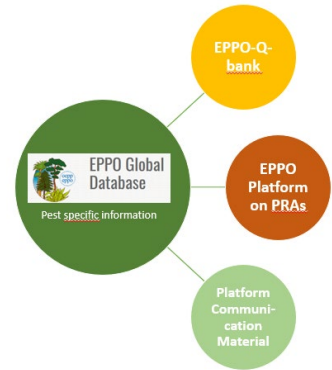 EPPO-Q-
bank
EPPO Global
Database
Pest specific information
EPPO
Platform
on PRAs
Platform
Communi-
cation
Material